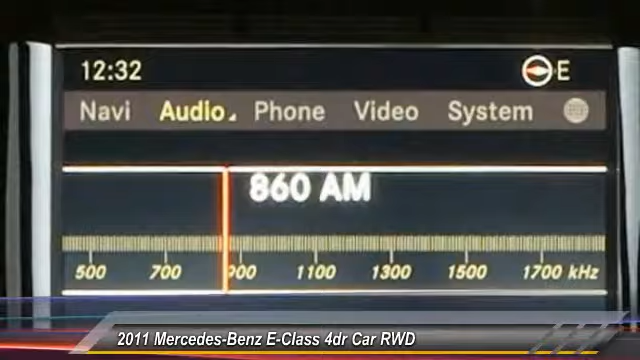 12:32 E
Navi Audio Phone Video System
860 AM
500 700 900 1100 1300 1500 1700 kHz
2011 Mercedes-Benz E-Class 4dr Car RWD